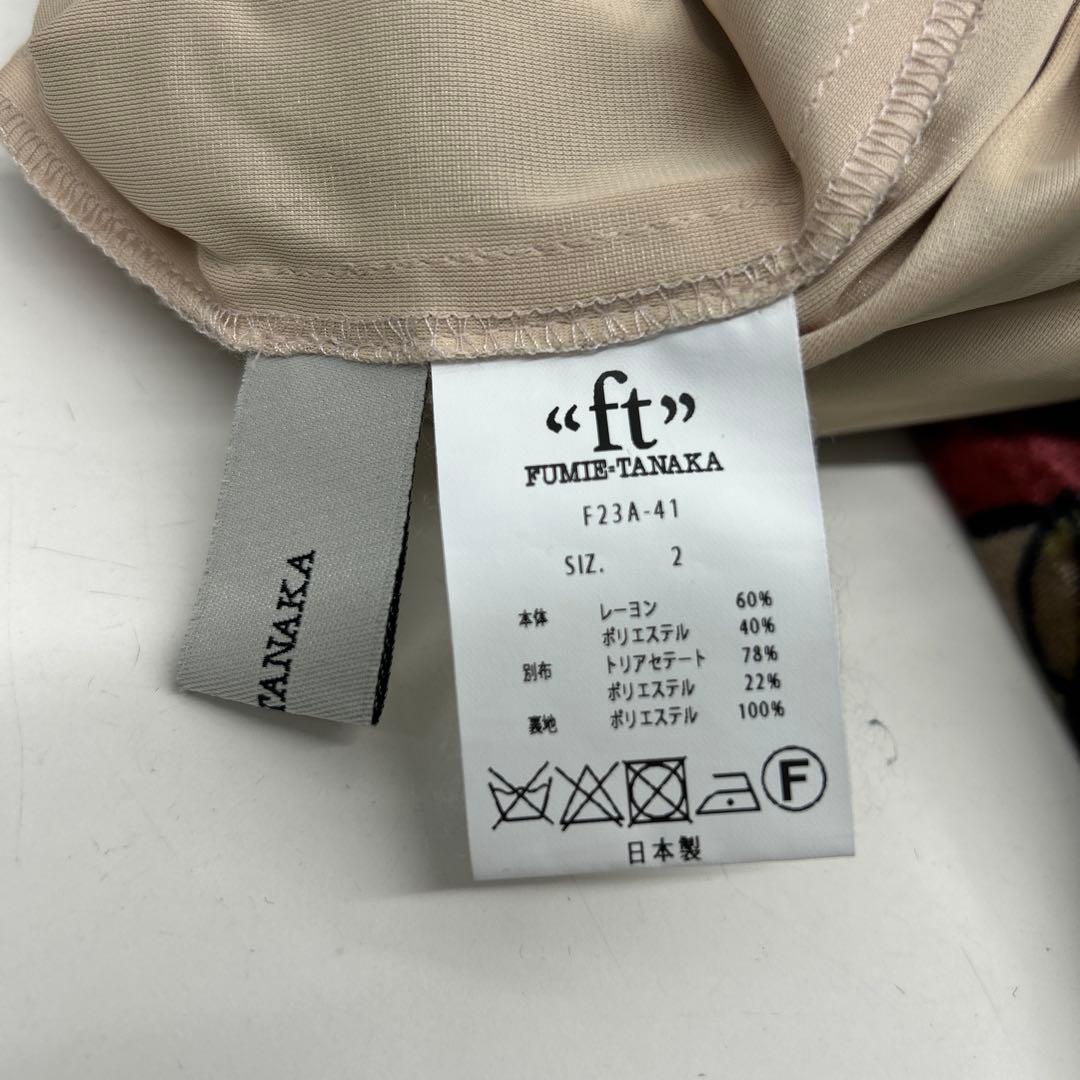 “ft”
FUMIE=TANAKA
F23A-41
SIZ. 2
本体 レーヨン 60%
ポリエステル 40%
別布 トリアセテート 78%
ポリエステル 22%
裏地 ポリエステル 100%
F
日本製
TANAKA